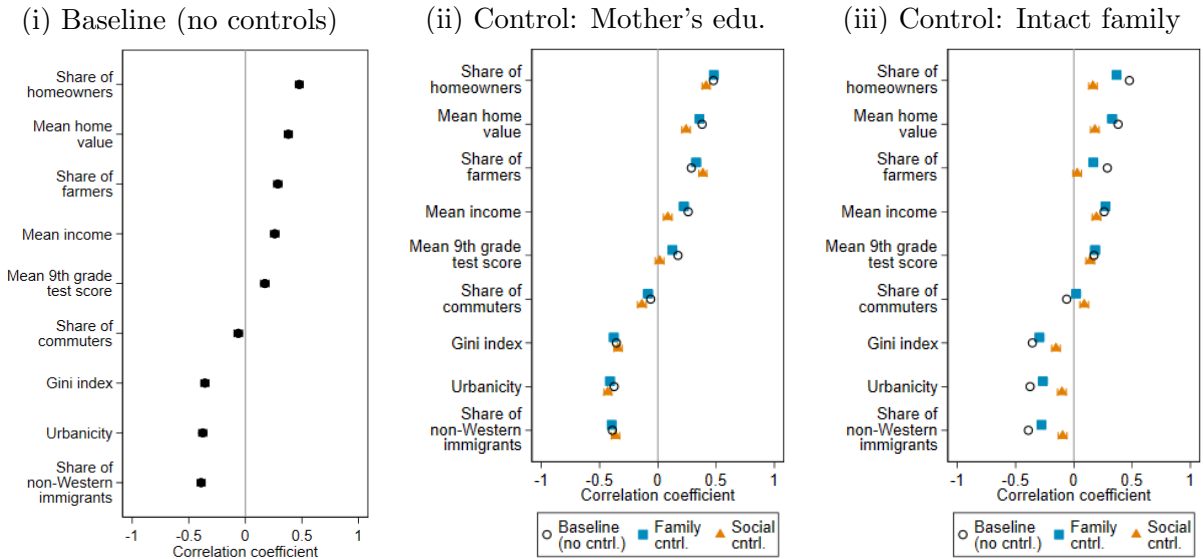 (i) Baseline (no controls)
Share of
homeowners
Mean home
value
Share of
farmers
Mean income
Mean 9th grade
test score
Share of
commuters
Gini index
Urbanicity
Share of
non-Western
immigrants
-1 -0.5 0 0.5 1
Correlation coefficient
(ii) Control: Mother's edu.
Share of
homeowners
Mean home
value
Share of
farmers
Mean income
Mean 9th grade
test score
Share of
commuters
Gini index
Urbanicity
Share of
non-Western
immigrants
-1 -0.5 0 0.5 1
Correlation coefficient
Baseline Family Social
(no cntrl.) cntrl. cntrl.
(iii) Control: Intact family
Share of
homeowners
Mean home
value
Share of
farmers
Mean income
Mean 9th grade
test score
Share of
commuters
Gini index
Urbanicity
Share of
non-Western
immigrants
-1 -0.5 0 0.5 1
Correlation coefficient
Baseline Family Social
(no cntrl.) cntrl. cntrl.